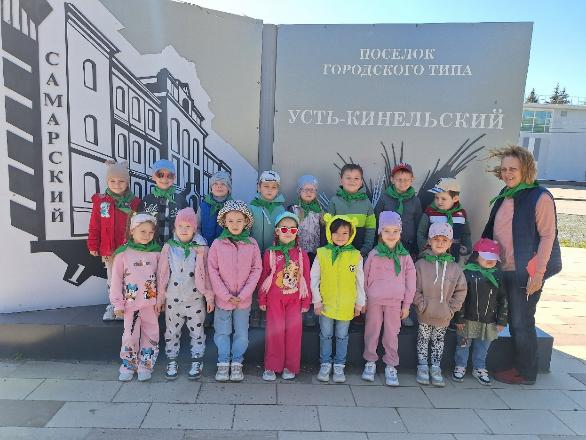 САМАРСКИЙ
ПОСЕЛОК
ГОРОДСКОГО ТИПА
УСТЬ-КИНЕЛЬСКИЙ